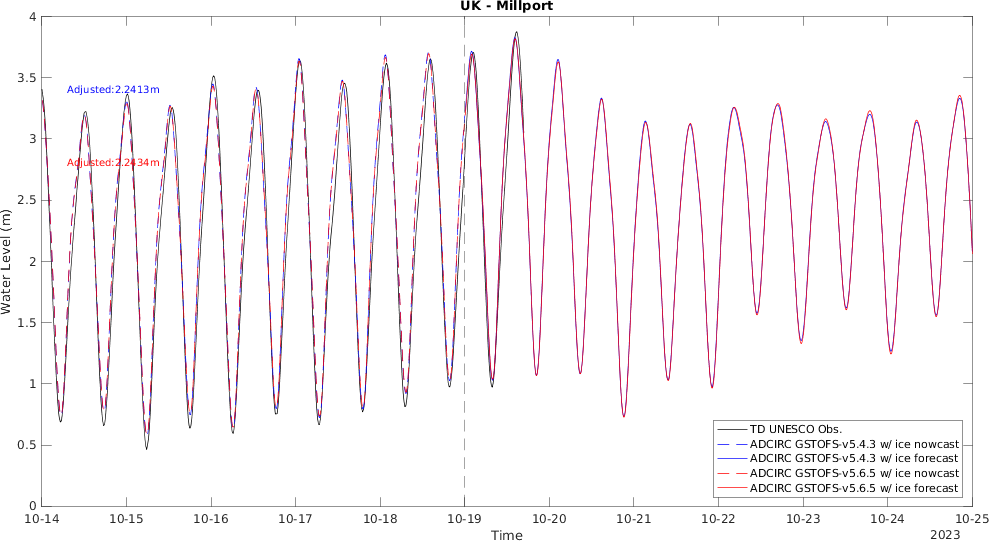 UK - Millport
4
3.5
3
2.5
2
1.5
1
0.5
0
Water Level (m)
Adjusted:2.2413m
Adjusted:2.2434m
TD UNESCO Obs.
ADCIRC GSTOFS-v5.4.3 w/ ice nowcast
ADCIRC GSTOFS-v5.4.3 w/ ice forecast
ADCIRC GSTOFS-v5.6.5 w/ ice nowcast
ADCIRC GSTOFS-v5.6.5 w/ ice forecast
10-14 10-15 10-16 10-17 10-18 10-19 10-20 10-21 10-22 10-23 10-24 10-25
Time
2023